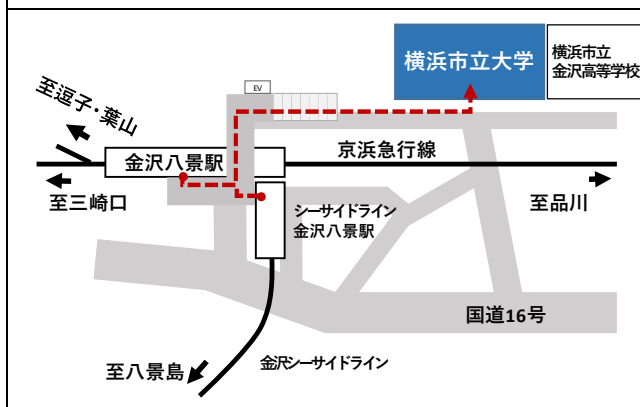 横浜市立大学
横浜市立
金沢高等学校
EV
至逗子・葉山
金沢八景駅
京浜急行線
至三崎口
シーサイドライン
金沢八景駅
至品川
国道16号
至八景島
金沢シーサイドライン